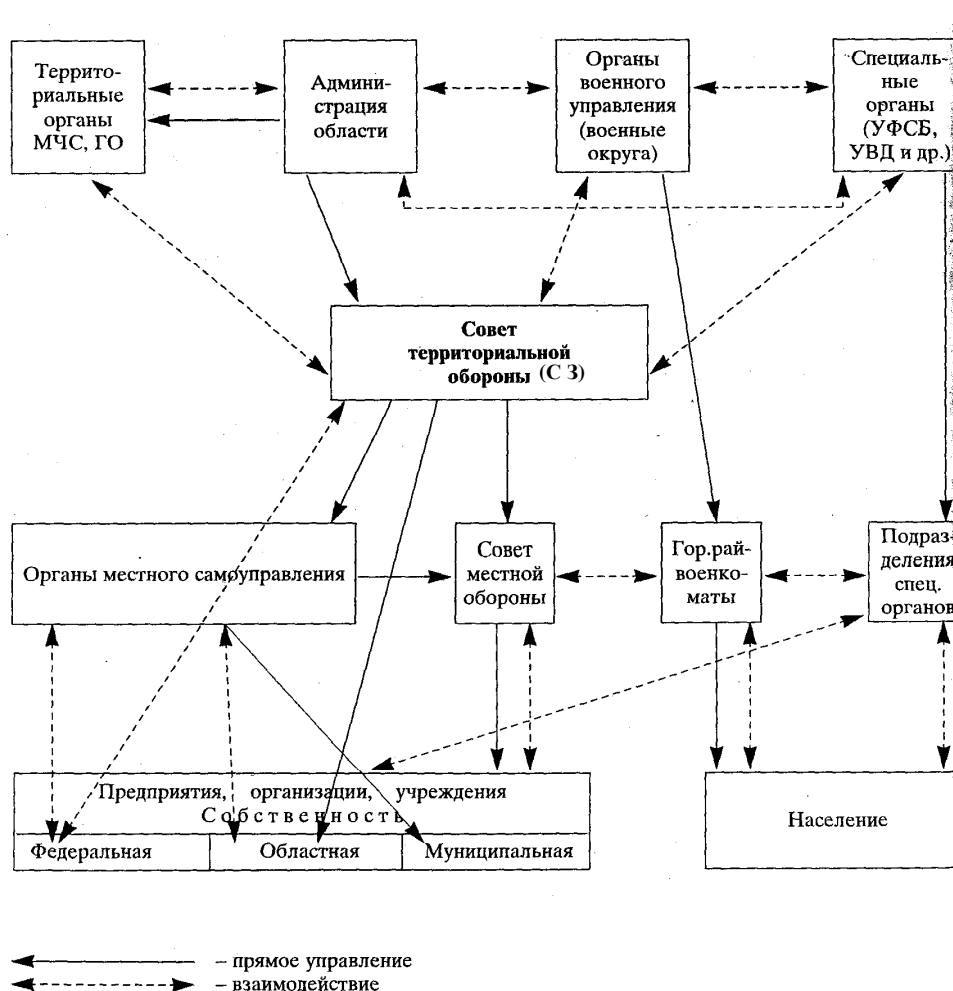 Террито-
риальные
органы
МЧС, ГО
Админи-
страция
области
Органы
военного
управления
(военные
округа)
Специаль-
ные
органы
(УФСБ,
УВД и др.)
Совет
территориальной
обороны (С З)
Органы местного самоуправления
Совет
местной
обороны
Гор.рай-
военко-
маты
Подраз-
деления
спец.
органов
Предприятия, организации, учреждения
Собственность
Федеральная
Областная
Муниципальная
Население
– прямое управление
– взаимодействие